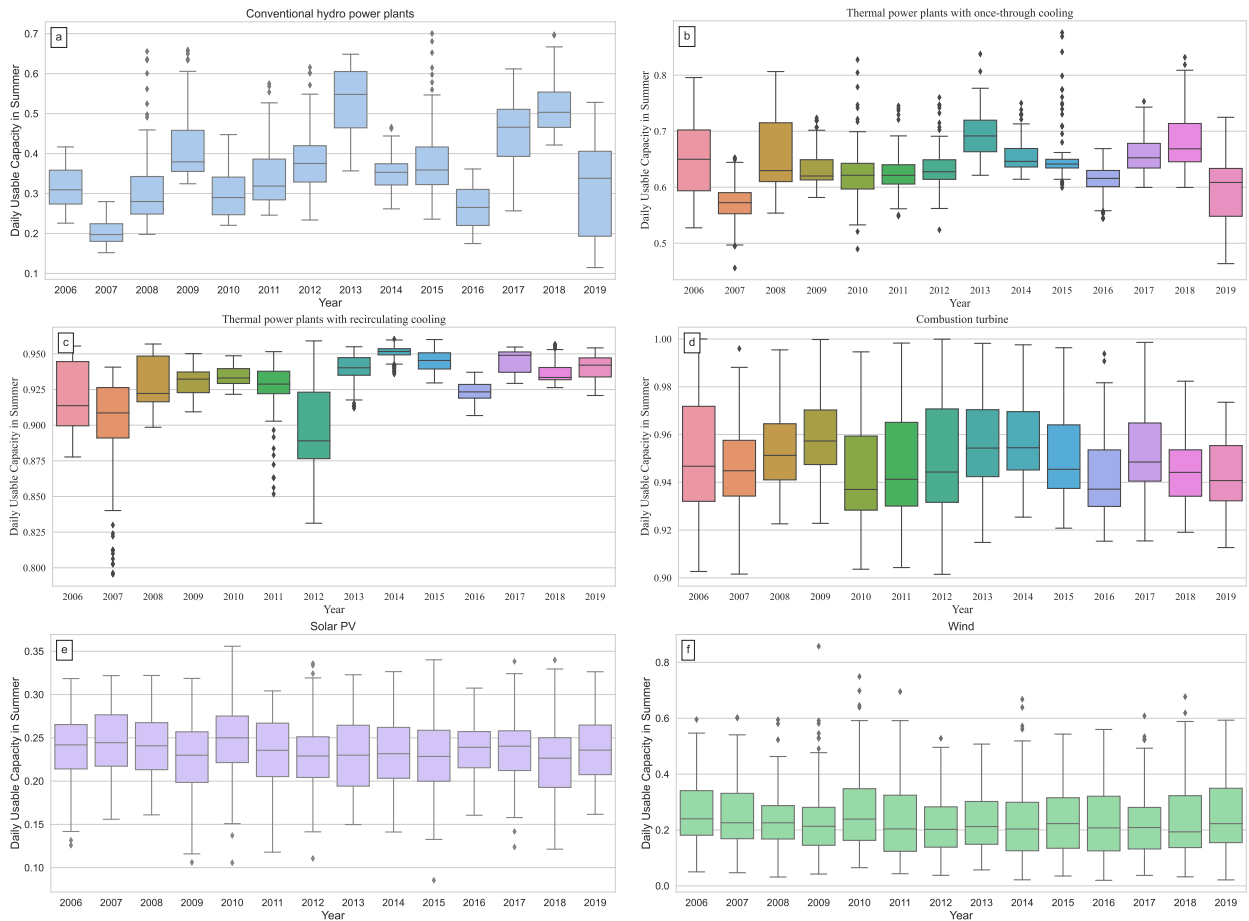 Conventional hydro power plants
a
Daily Usable Capacity in Summer
0.7
0.6
0.5
0.4
0.3
0.2
0.1
2006 2007 2008 2009 2010 2011 2012 2013 2014 2015 2016 2017 2018 2019
Year
Thermal power plants with once-through cooling
b
Daily Usable Capacity in Summer
0.8
0.7
0.6
0.5
2006 2007 2008 2009 2010 2011 2012 2013 2014 2015 2016 2017 2018 2019
Year
Thermal power plants with recirculating cooling
c
Daily Usable Capacity in Summer
0.950
0.925
0.900
0.875
0.850
0.825
0.800
2006 2007 2008 2009 2010 2011 2012 2013 2014 2015 2016 2017 2018 2019
Year
Combustion turbine
d
Daily Usable Capacity in Summer
1.00
0.98
0.96
0.94
0.92
0.90
2006 2007 2008 2009 2010 2011 2012 2013 2014 2015 2016 2017 2018 2019
Year
Solar PV
e
Daily Usable Capacity in Summer
0.35
0.30
0.25
0.20
0.15
0.10
2006 2007 2008 2009 2010 2011 2012 2013 2014 2015 2016 2017 2018 2019
Year
Wind
f
Daily Usable Capacity in Summer
0.8
0.6
0.4
0.2
0.0
2006 2007 2008 2009 2010 2011 2012 2013 2014 2015 2016 2017 2018 2019
Year